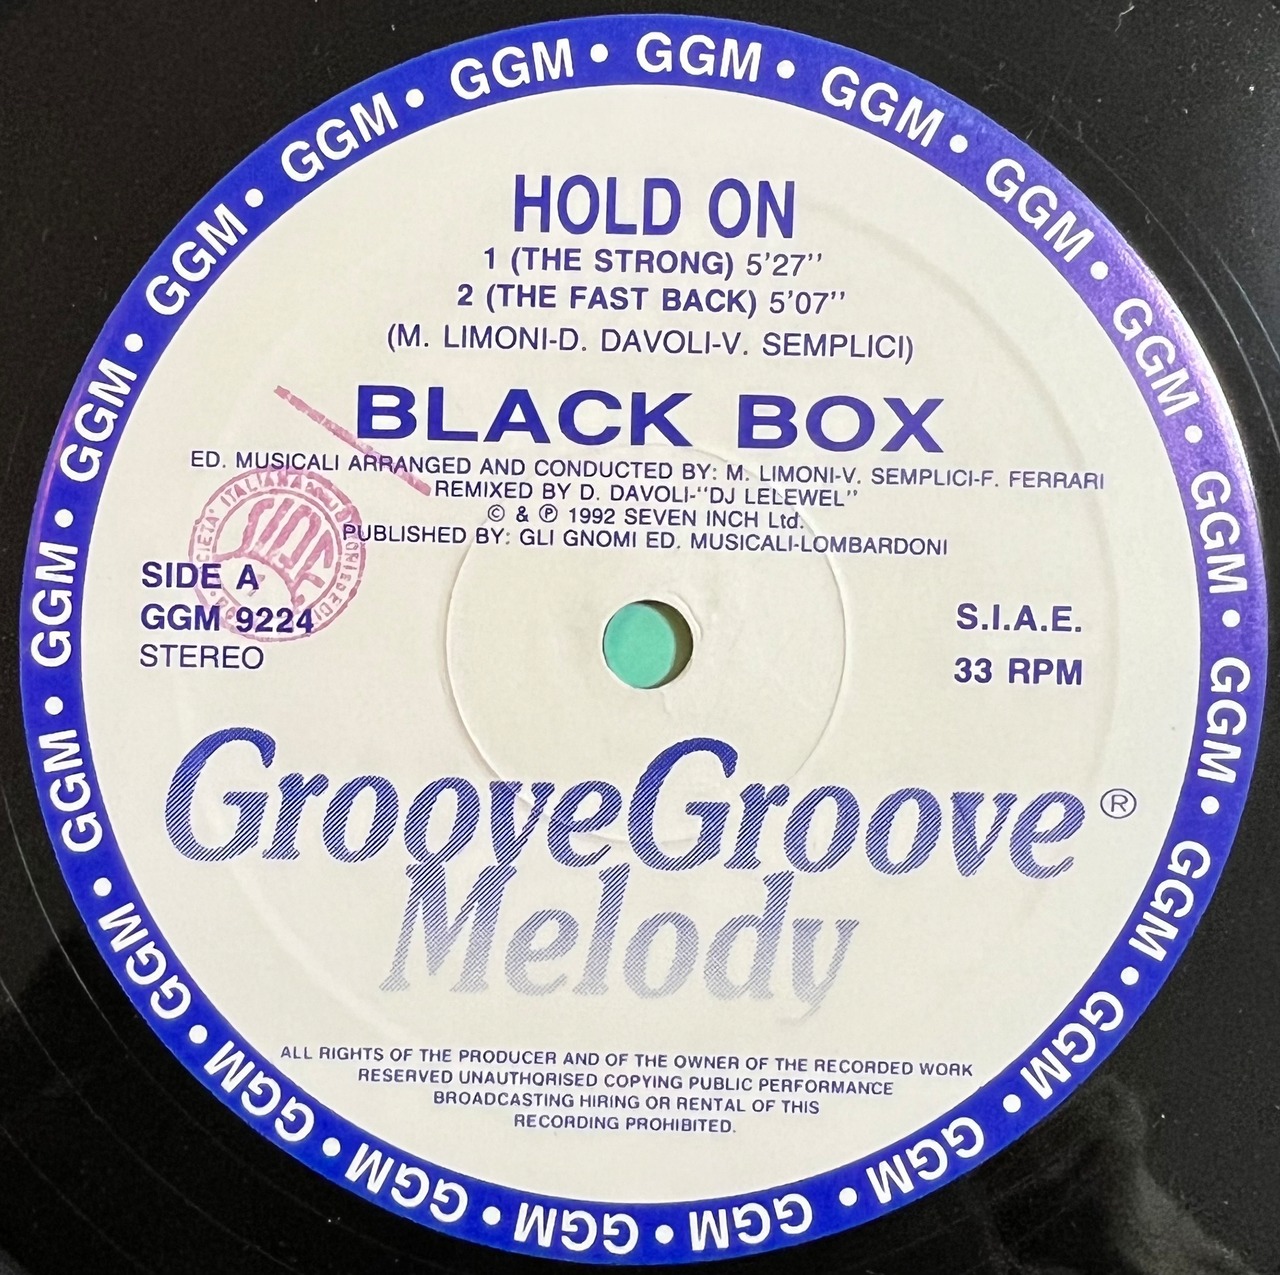 GGM • GGM • GGM • GGM • GGM • GGM • GGM • GGM • GGM • GGM • GGM • GGM • GGM • GGM • GGM • GGM • GGM • GGM • GGM • GGM • GGM •
HOLD ON
1 (THE STRONG) 5'27''
2 (THE FAST BACK) 5'07''
(M. LIMONI-D. DAVOLI-V. SEMPLICI)
BLACK BOX
ED. MUSICALI ARRANGED AND CONDUCTED BY: M. LIMONI-V. SEMPLICI-F. FERRARI
REMIXED BY D. DAVOLI-"DJ LELEWEL"
© & ℗ 1992 SEVEN INCH Ltd.
PUBLISHED BY: GLI GNOMI ED. MUSICALI-LOMBARDONI
SOCIETA' ITALIANA
SIAE
SIDE A
GGM 9224
STEREO
S.I.A.E.
33 RPM
GrooveGroove®
Melody
ALL RIGHTS OF THE PRODUCER AND OF THE OWNER OF THE RECORDED WORK
RESERVED UNAUTHORISED COPYING PUBLIC PERFORMANCE
BROADCASTING HIRING OR RENTAL OF THIS
RECORDING PROHIBITED.